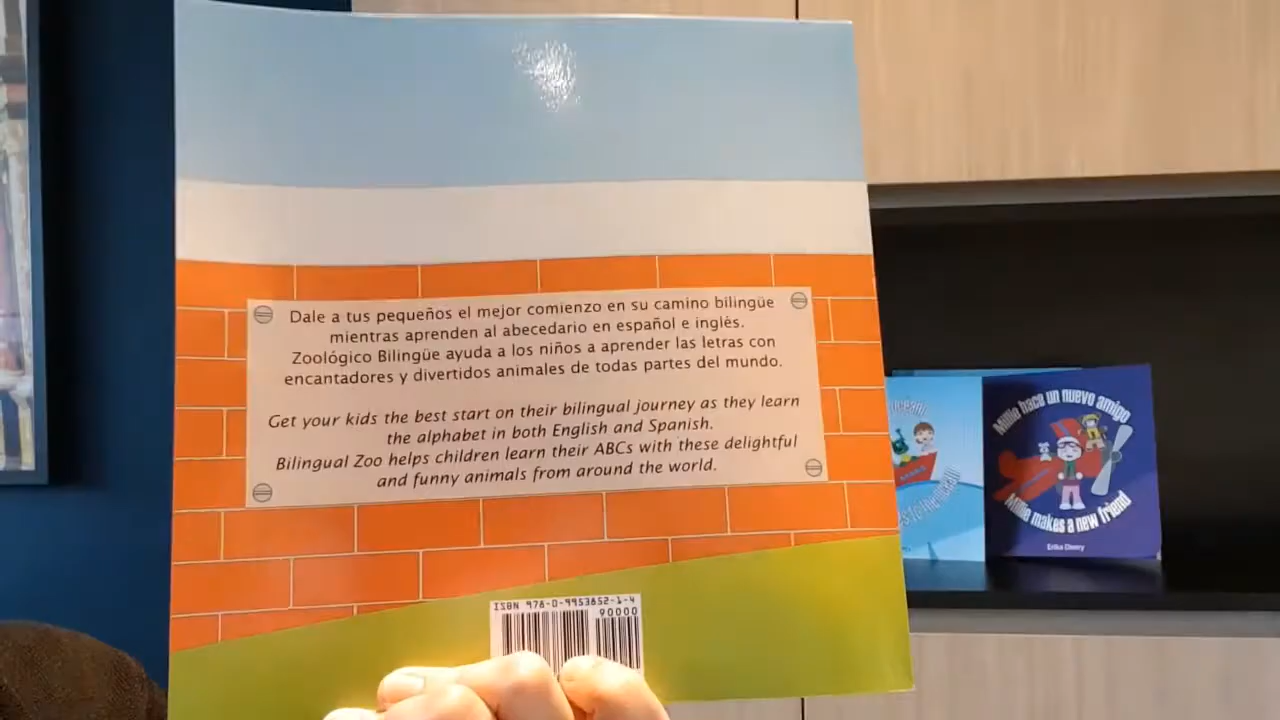 Dale a tus pequeños el mejor comienzo en su camino bilingüe
mientras aprenden al abecedario en español e inglés.
Zoológico Bilingüe ayuda a los niños a aprender las letras con
encantadores y divertidos animales de todas partes del mundo.
Get your kids the best start on their bilingual journey as they learn
the alphabet in both English and Spanish.
Bilingual Zoo helps children learn their ABCs with these delightful
and funny animals from around the world.
ISBN 978-0-9953852-1-4
90000
Millie hace un nuevo amigo
Millie makes a new friend